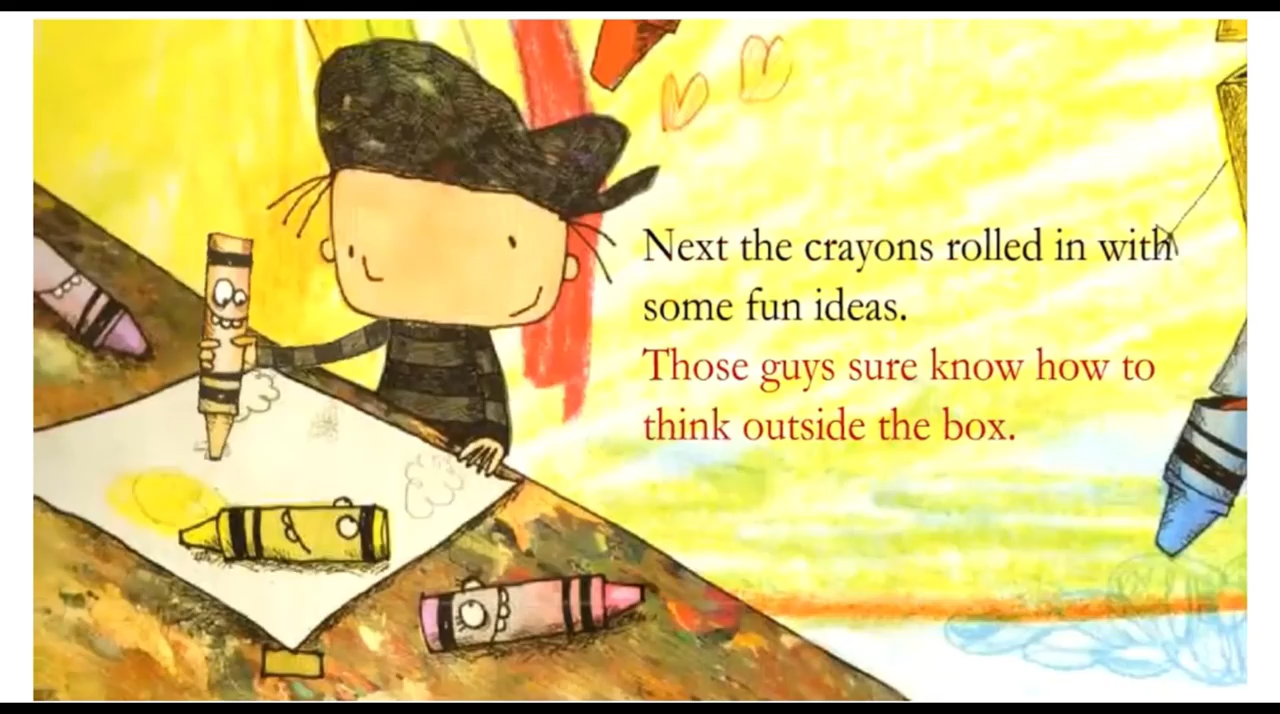 Next the crayons rolled in with
some fun ideas.
Those guys sure know how to
think outside the box.